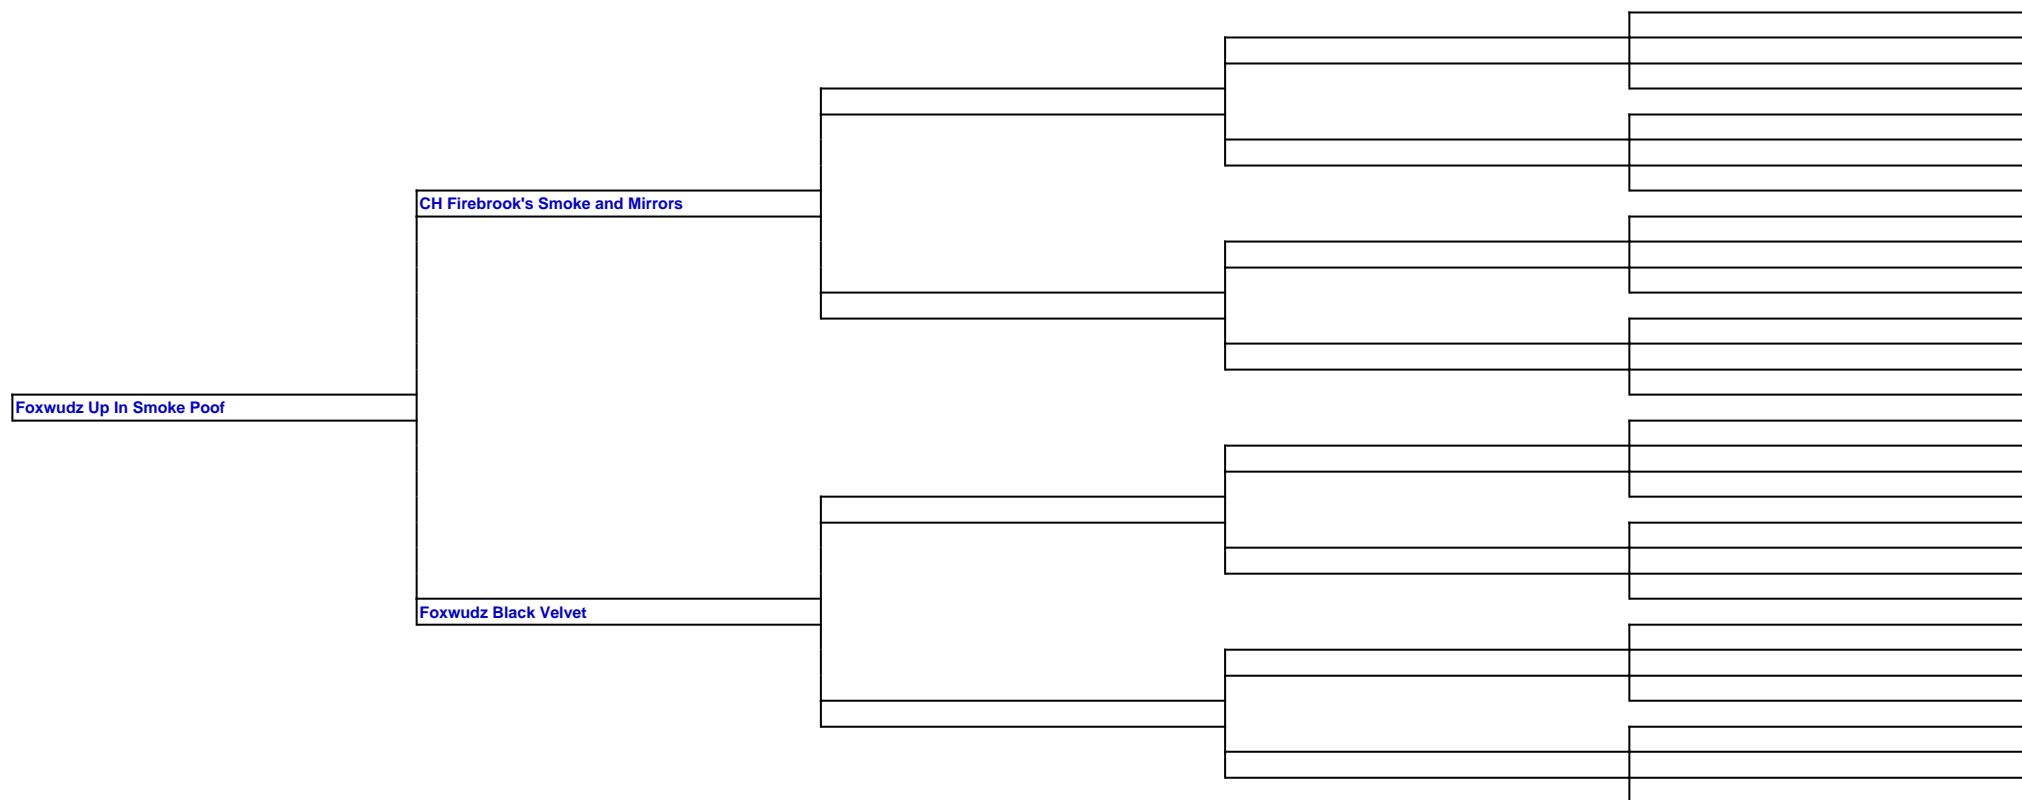 CH Firebrook's Smoke and Mirrors
Foxwudz Up In Smoke Poof
Foxwudz Black Velvet